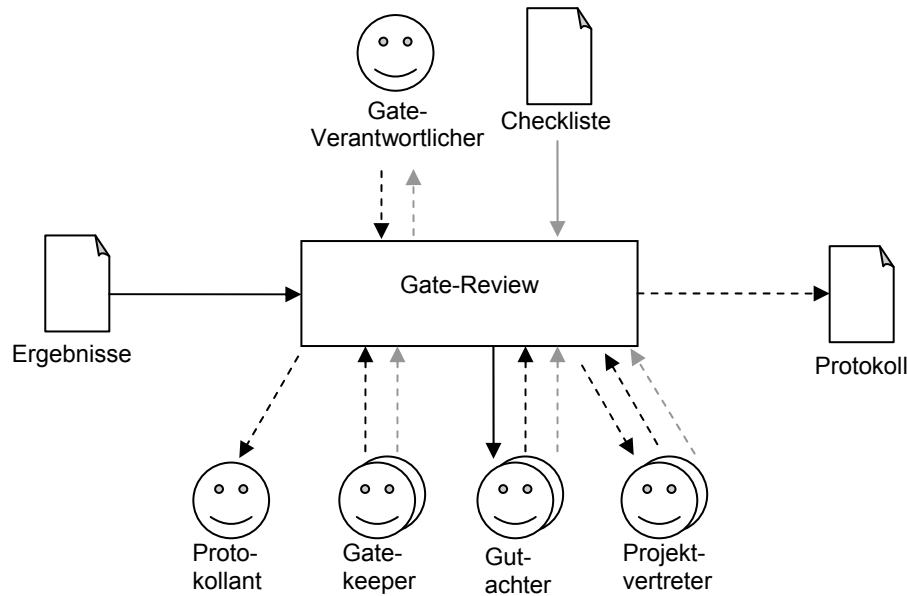 Gate-
Verantwortlicher
Checkliste
Gate-Review
Ergebnisse
Protokoll
Proto-
kollant
Gate-
keeper
Gut-
achter
Projekt-
vertreter